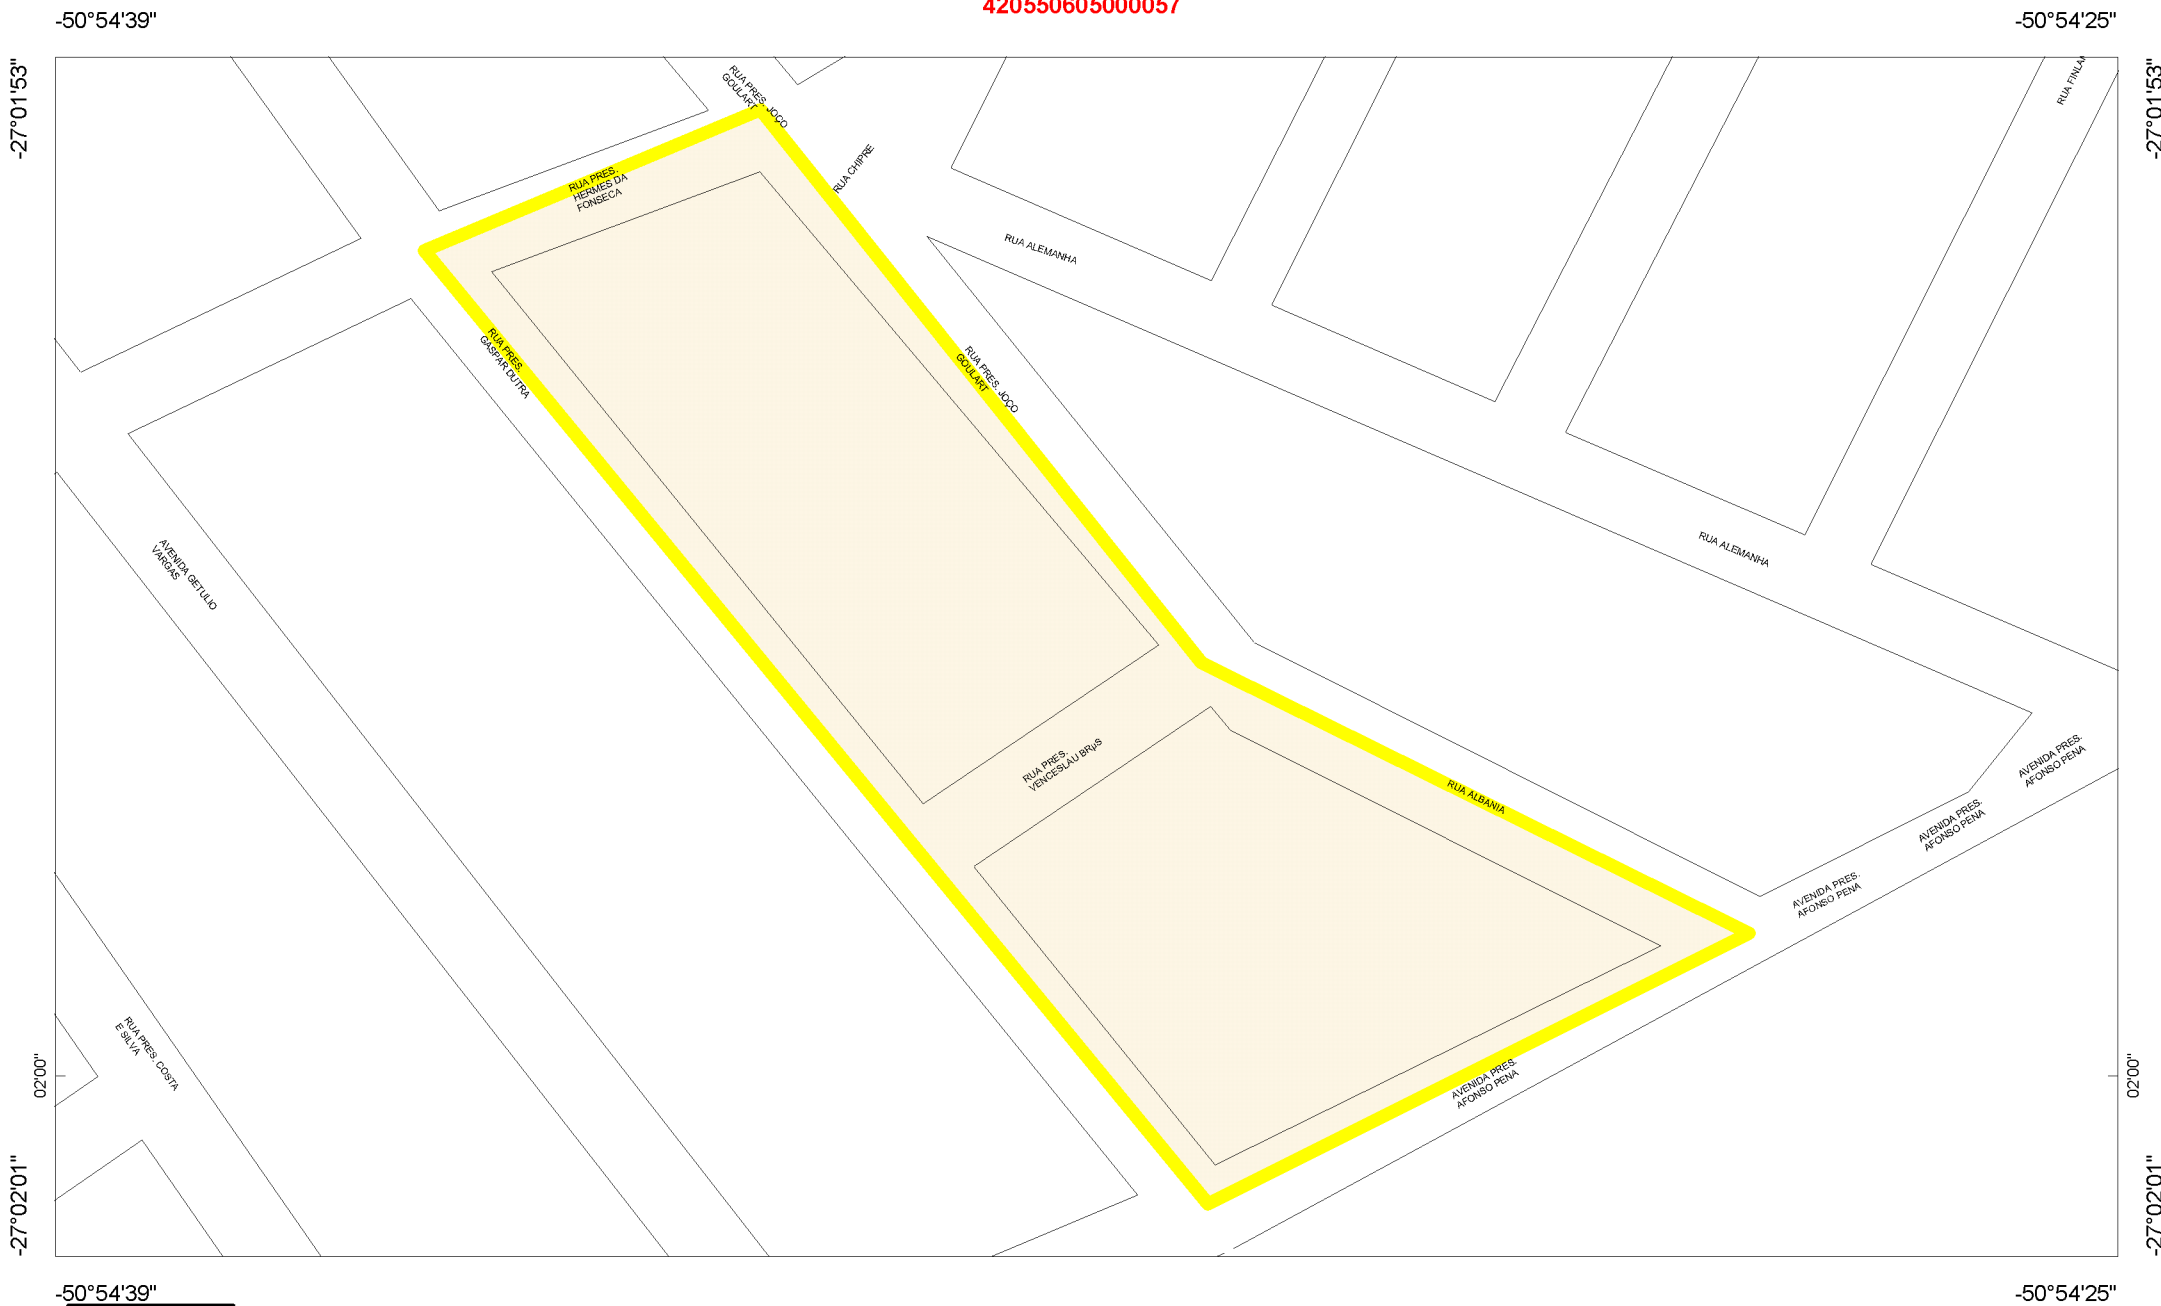 420550605000057
-50°54'39"
-50°54'25"
-27°01'53"
-27°01'53"
RUA PRES. JOÇO
GOULART
RUA FINLAN
RUA CHIPRE
RUA PRES.
HERMES DA
FONSECA
RUA ALEMANHA
RUA PRES.
GASPAR DUTRA
RUA PRES. JOÇO
GOULART
AVENIDA GETULIO
VARGAS
RUA ALEMANHA
RUA PRES.
VENCESLAU BRµS
RUA ALBANIA
AVENIDA PRES.
AFONSO PENA
AVENIDA PRES.
AFONSO PENA
AVENIDA PRES.
AFONSO PENA
RUA PRES. COSTA
E SILVA
AVENIDA PRES.
AFONSO PENA
02'00"
02'00"
-27°02'01"
-27°02'01"
-50°54'39"
-50°54'25"